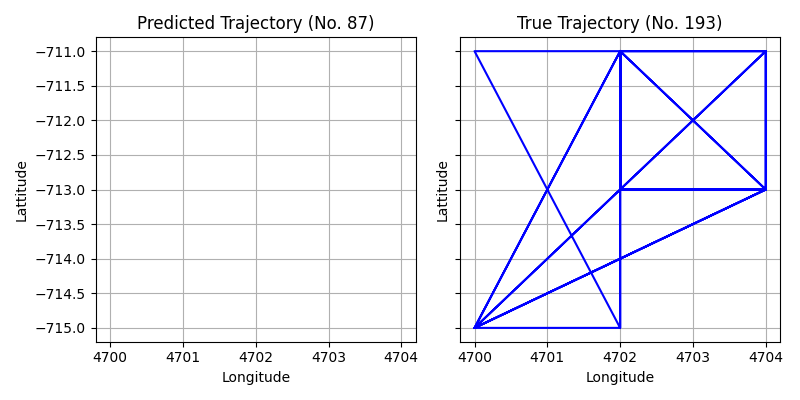 Predicted Trajectory (No. 87)
True Trajectory (No. 193)
Lattitude
−711.0
−711.5
−712.0
−712.5
−713.0
−713.5
−714.0
−714.5
−715.0
4700 4701 4702 4703 4704
Longitude
Lattitude
4700 4701 4702 4703 4704
Longitude